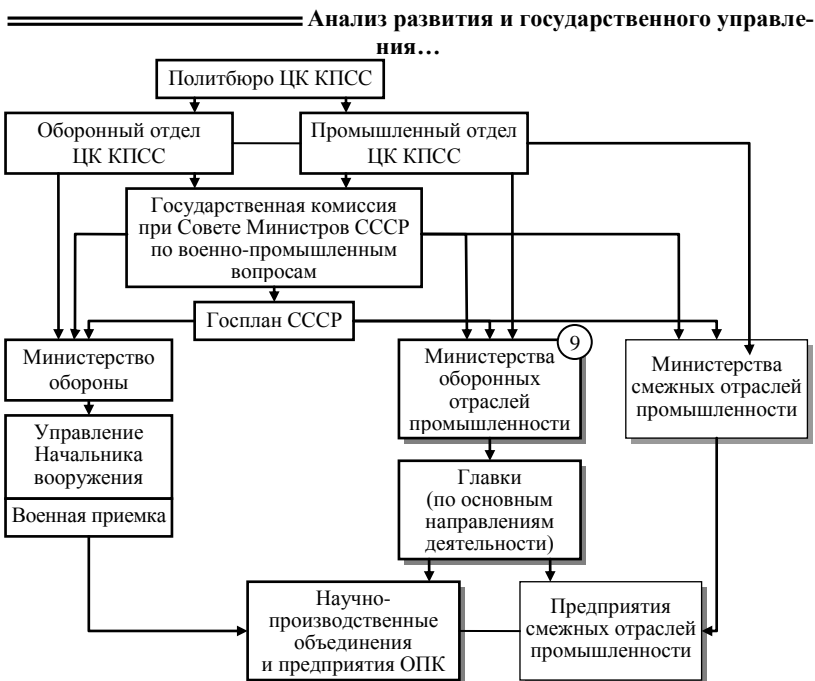 Анализ развития и государственного управле-
ния…
Политбюро ЦК КПСС
Оборонный отдел
ЦК КПСС
Промышленный отдел
ЦК КПСС
Государственная комиссия
при Совете Министров СССР
по военно-промышленным
вопросам
Госплан СССР
Министерство
обороны
9
Министерства
оборонных
отраслей
промышленности
Министерства
смежных отраслей
промышленности
Управление
Начальника
вооружения
Военная приемка
Главки
(по основным
направлениям
деятельности)
Научно-
производственные
объединения
и предприятия ОПК
Предприятия
смежных отраслей
промышленности